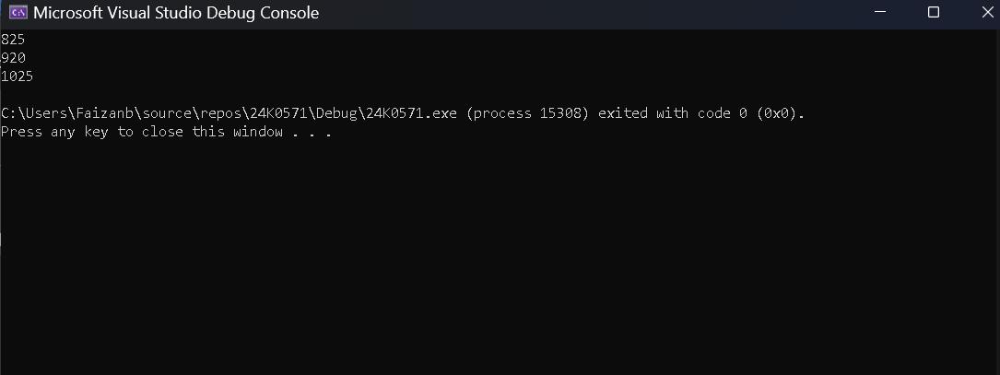 Microsoft Visual Studio Debug Console
825
920
1025
C:\Users\Faizanb\source\repos\24K0571\Debug\24K0571.exe (process 15308) exited with code 0 (0x0).
Press any key to close this window . . .